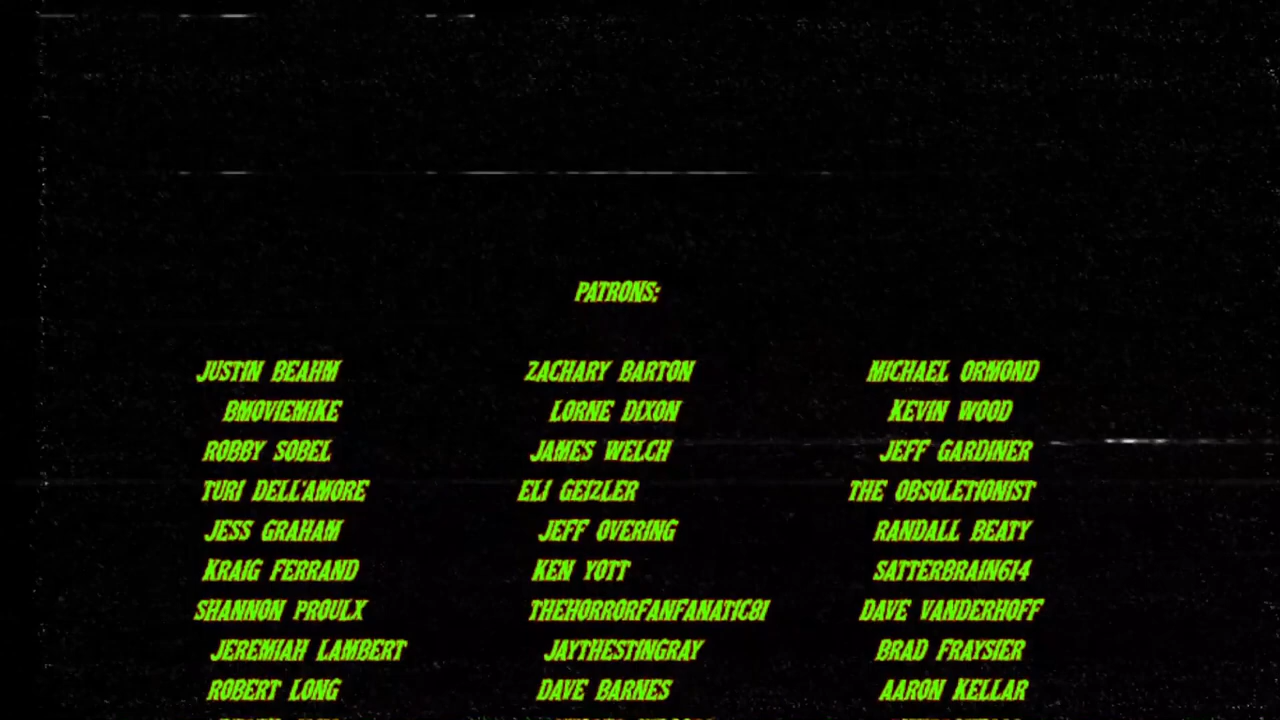 PATRONS:
JUSTIN BEAHM ZACHARY BARTON MICHAEL ORMOND
BMOVIEMIKE LORNE DIXON KEVIN WOOD
ROBBY SOBEL JAMES WELCH JEFF GARDINER
TURI DELL'AMORE ELI GEIZLER THE OBSOLETIONIST
JESS GRAHAM JEFF OVERING RANDALL BEATY
KRAIG FERRAND KEN YOTT SATTERBRAIN614
SHANNON PROULX THEHORRORFANFANATIC81 DAVE VANDERHOFF
JEREMIAH LAMBERT JAYTHESTINGRAY BRAD FRAYSIER
ROBERT LONG DAVE BARNES AARON KELLAR